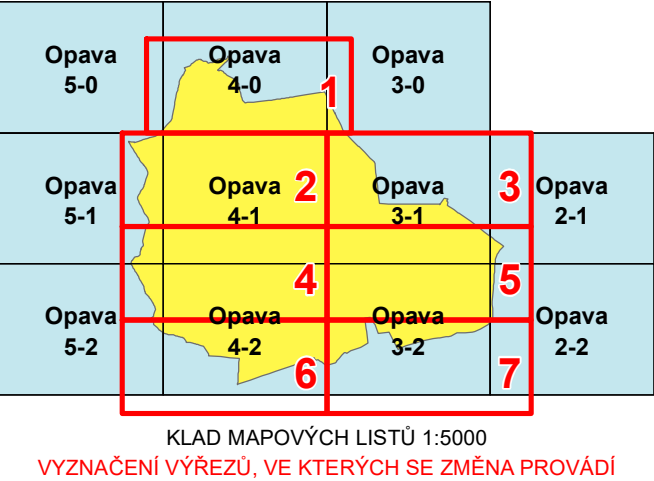 Opava
5-0
Opava
4-0
Opava
3-0
1
Opava
5-1
Opava
4-1
2
Opava
3-1
3
Opava
2-1
4
5
Opava
5-2
Opava
4-2
Opava
3-2
Opava
2-2
6
7
KLAD MAPOVÝCH LISTŮ 1:5000
VYZNAČENÍ VÝŘEZŮ, VE KTERÝCH SE ZMĚNA PROVÁDÍ